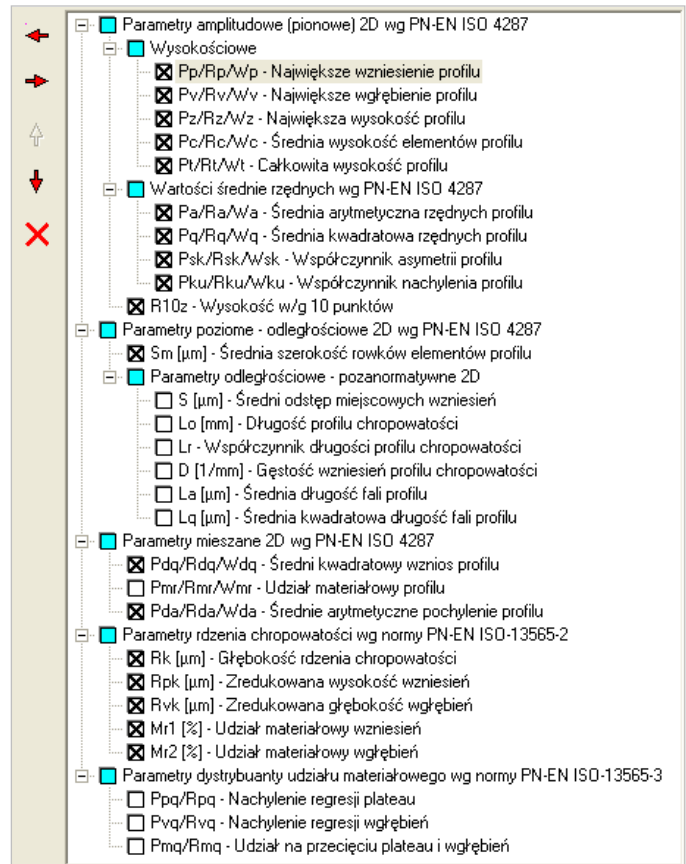 Parametry amplitudowe (pionowe) 2D wg PN-EN ISO 4287
Wysokościowe
Pp/Rp/Wp - Największe wzniesienie profilu
Pv/Rv/Wv - Największe wgłębienie profilu
Pz/Rz/Wz - Największa wysokość profilu
Pc/Rc/Wc - Średnia wysokość elementów profilu
Pt/Rt/Wt - Całkowita wysokość profilu
Wartości średnie rzędnych wg PN-EN ISO 4287
Pa/Ra/Wa - Średnia arytmetyczna rzędnych profilu
Pq/Rq/Wq - Średnia kwadratowa rzędnych profilu
Psk/Rsk/Wsk - Współczynnik asymetrii profilu
Pku/Rku/Wku - Współczynnik nachylenia profilu
R10z - Wysokość w/g 10 punktów
Parametry poziome - odległościowe 2D wg PN-EN ISO 4287
Sm [µm] - Średnia szerokość rowków elementów profilu
Parametry odległościowe - pozanormatywne 2D
S [µm] - Średni odstęp miejscowych wzniesień
Lo [mm] - Długość profilu chropowatości
Lr - Współczynnik długości profilu chropowatości
D [1/mm] - Gęstość wzniesień profilu chropowatości
La [µm] - Średnia długość fali profilu
Lq [µm] - Średnia kwadratowa długość fali profilu
Parametry mieszane 2D wg PN-EN ISO 4287
Pdq/Rdq/Wdq - Średni kwadratowy wznios profilu
Pmr/Rmr/Wmr - Udział materiałowy profilu
Pda/Rda/Wda - Średnie arytmetyczne pochylenie profilu
Parametry rdzenia chropowatości wg normy PN-EN ISO-13565-2
Rk [µm] - Głębokość rdzenia chropowatości
Rpk [µm] - Zredukowana wysokość wzniesień
Rvk [µm] - Zredukowana głębokość wgłębień
Mr1 [%] - Udział materiałowy wzniesień
Mr2 [%] - Udział materiałowy wgłębień
Parametry dystrybuanty udziału materiałowego wg normy PN-EN ISO-13565-3
Ppq/Rpq - Nachylenie regresji plateau
Pvq/Rvq - Nachylenie regresji wgłębień
Pmq/Rmq - Udział na przecięciu plateau i wgłębień